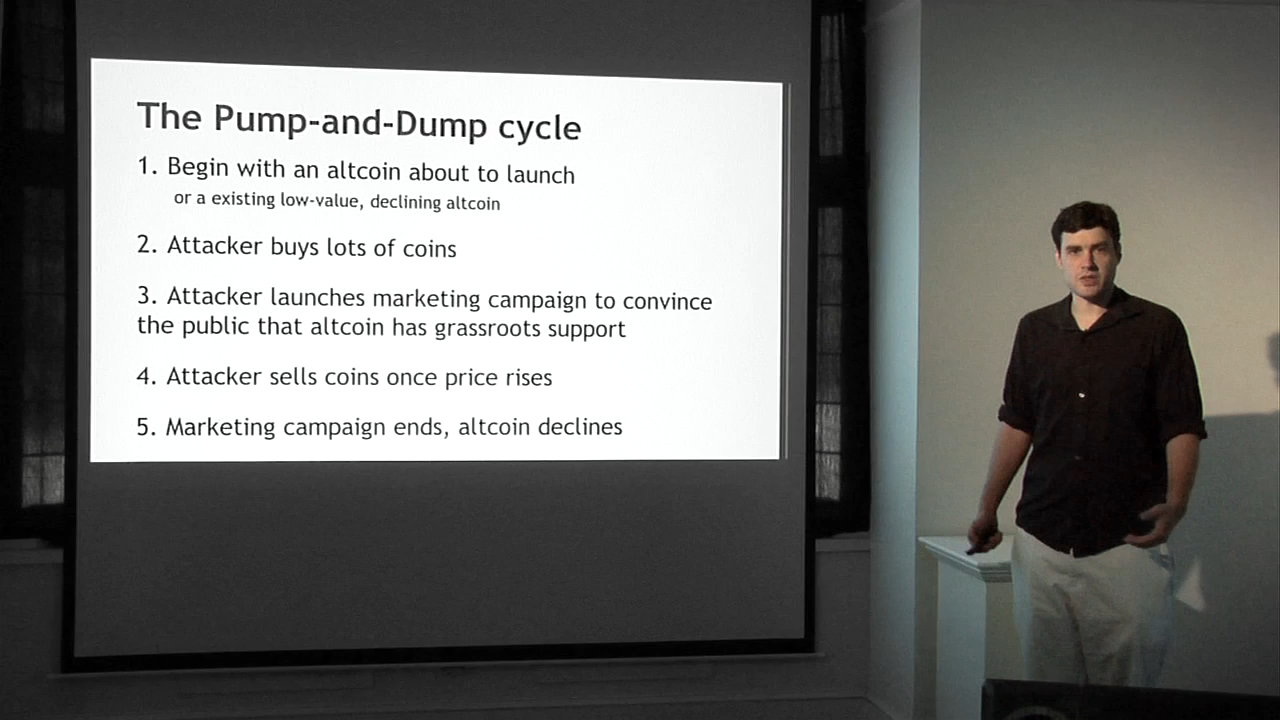 The Pump-and-Dump cycle
1. Begin with an altcoin about to launch
or a existing low-value, declining altcoin
2. Attacker buys lots of coins
3. Attacker launches marketing campaign to convince
the public that altcoin has grassroots support
4. Attacker sells coins once price rises
5. Marketing campaign ends, altcoin declines